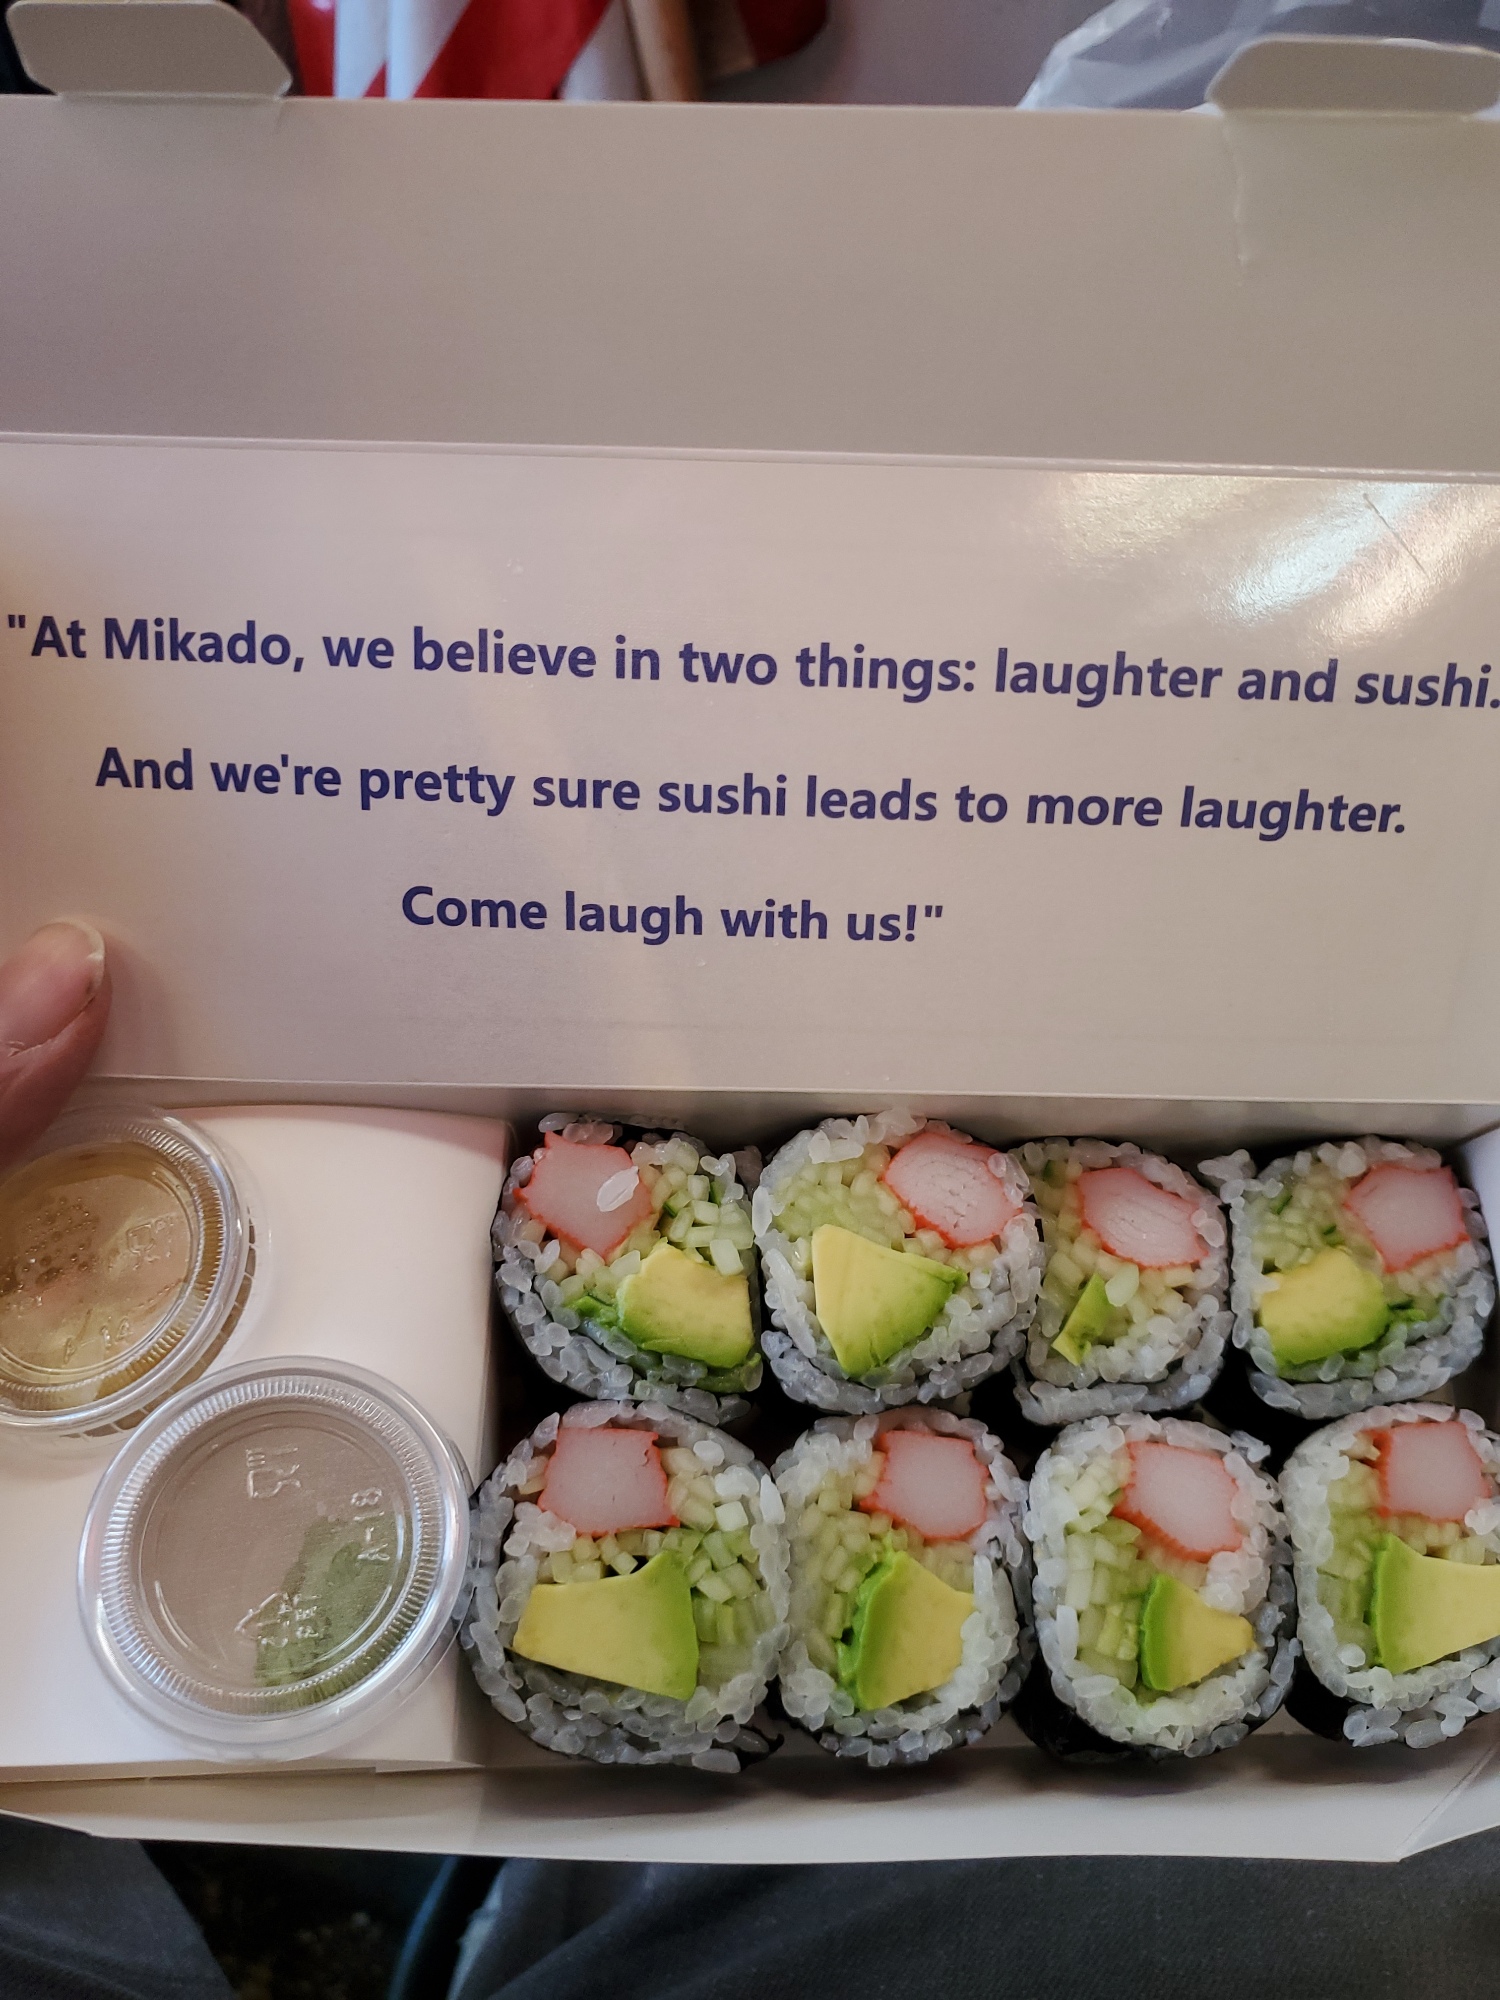 "At Mikado, we believe in two things: laughter and sushi.
And we're pretty sure sushi leads to more laughter.
Come laugh with us!"